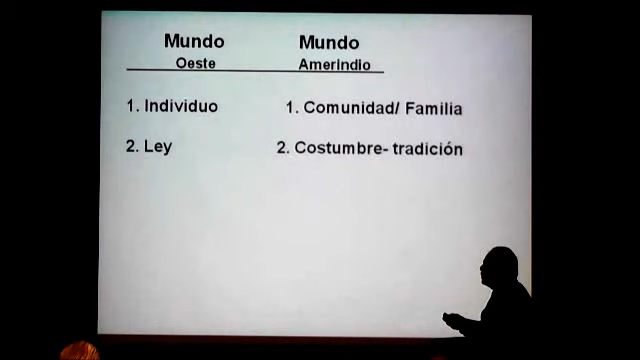 Mundo Mundo
Oeste Amerindio
1. Individuo 1. Comunidad/ Familia
2. Ley 2. Costumbre- tradición